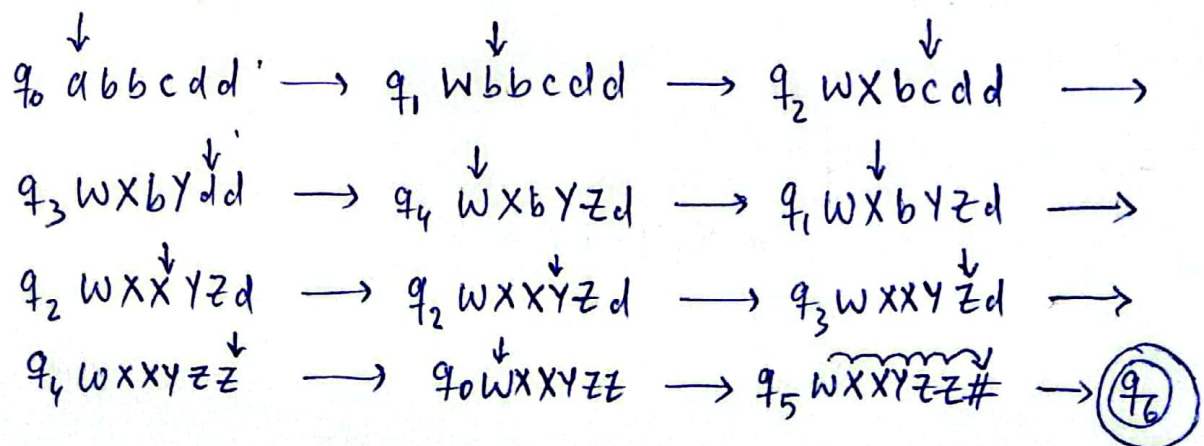 q₀ abbcdd → q₁ wbbcdd → q₂ wXbcdd →
q₃ wXbYdd → q₄ wXbYZd → q₁ wXbYZd →
q₂ wXXYZd → q₂ wXXYZd → q₃ wXXYZd →
q₄ wXXYZZ → q₀ wXXYZZ → q₅ wXXYZZ# → q₆